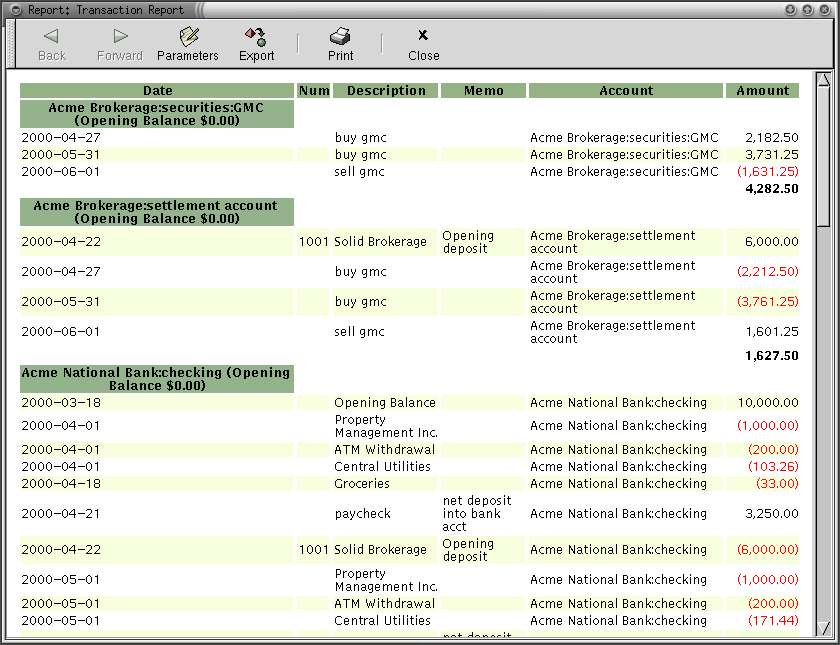 Report: Transaction Report
Back Forward Parameters Export Print Close
Date Num Description Memo Account Amount
Acme Brokerage:securities:GMC
(Opening Balance $0.00)
2000-04-27 buy gmc Acme Brokerage:securities:GMC 2,182.50
2000-05-31 buy gmc Acme Brokerage:securities:GMC 3,731.25
2000-06-01 sell gmc Acme Brokerage:securities:GMC (1,631.25)
4,282.50
Acme Brokerage:settlement account
(Opening Balance $0.00)
2000-04-22 1001 Solid Brokerage Opening deposit Acme Brokerage:settlement account 6,000.00
2000-04-27 buy gmc Acme Brokerage:settlement account (2,212.50)
2000-05-31 buy gmc Acme Brokerage:settlement account (3,761.25)
2000-06-01 sell gmc Acme Brokerage:settlement account 1,601.25
1,627.50
Acme National Bank:checking (Opening
Balance $0.00)
2000-03-18 Opening Balance Acme National Bank:checking 10,000.00
2000-04-01 Property Management Inc. Acme National Bank:checking (1,000.00)
2000-04-01 ATM Withdrawal Acme National Bank:checking (200.00)
2000-04-01 Central Utilities Acme National Bank:checking (103.26)
2000-04-18 Groceries Acme National Bank:checking (33.00)
2000-04-21 paycheck net deposit into bank acct Acme National Bank:checking 3,250.00
2000-04-22 1001 Solid Brokerage Opening deposit Acme National Bank:checking (6,000.00)
2000-05-01 Property Management Inc. Acme National Bank:checking (1,000.00)
2000-05-01 ATM Withdrawal Acme National Bank:checking (200.00)
2000-05-01 Central Utilities Acme National Bank:checking (171.44)
net deposit